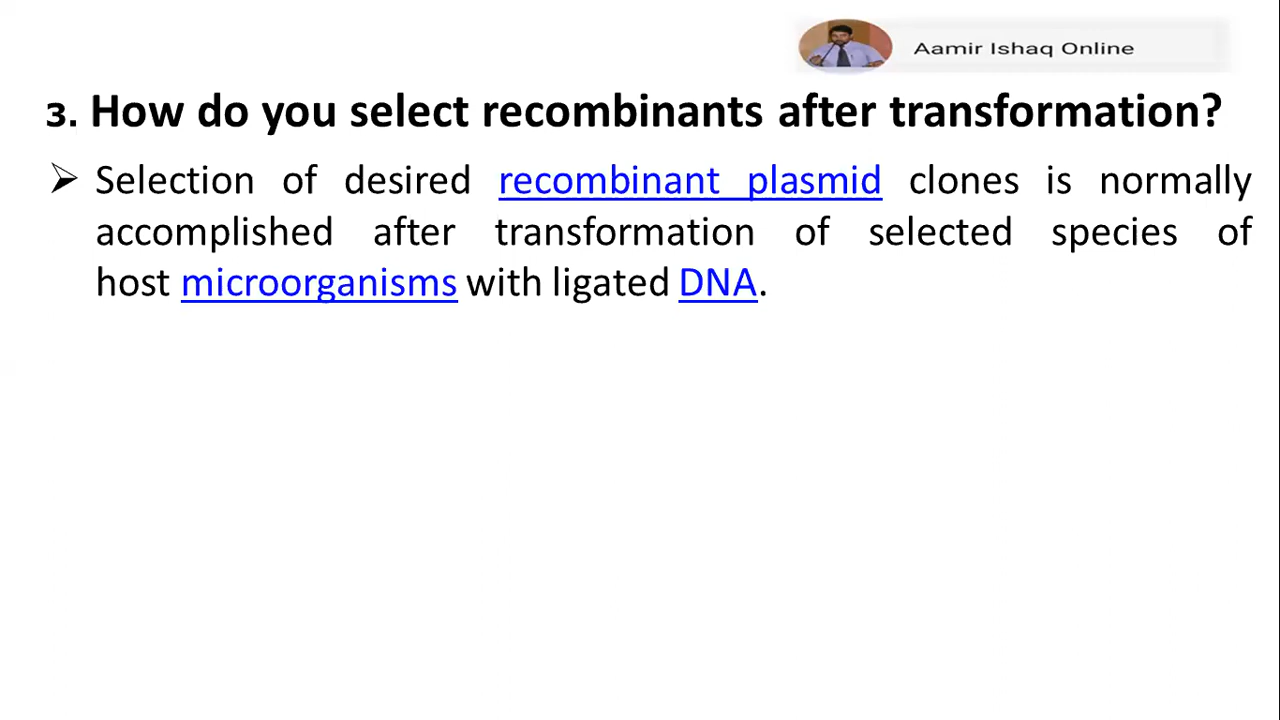 Aamir Ishaq Online
3. How do you select recombinants after transformation?
➢ Selection of desired recombinant plasmid clones is normally
accomplished after transformation of selected species of
host microorganisms with ligated DNA.